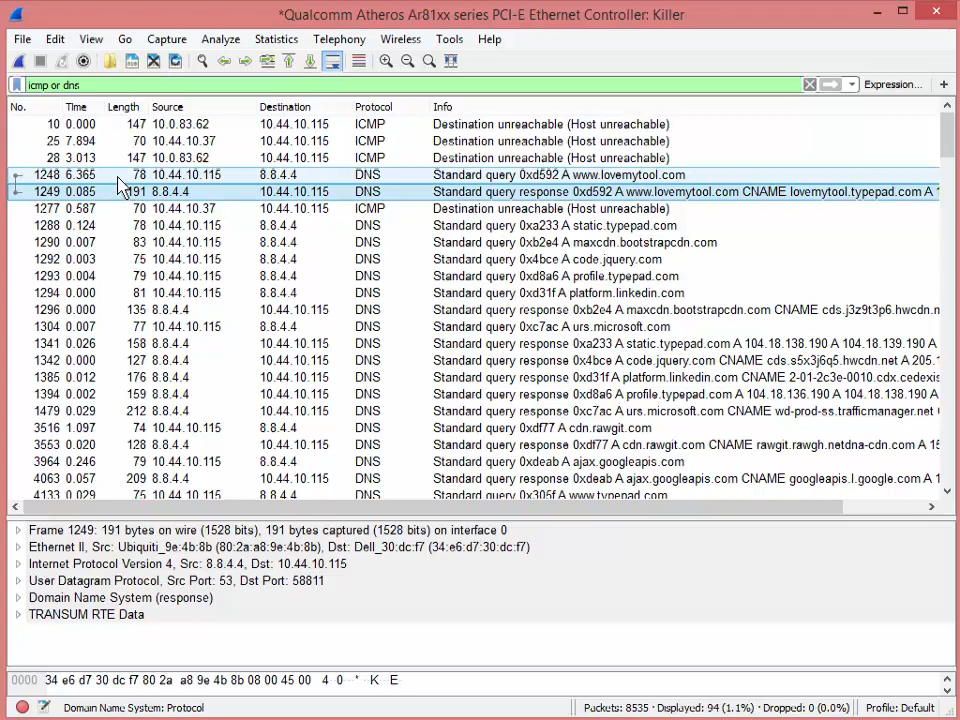 *Qualcomm Atheros Ar81xx series PCI-E Ethernet Controller: Killer
File Edit View Go Capture Analyze Statistics Telephony Wireless Tools Help
icmp or dns Expression... +
No. Time Length Source Destination Protocol Info
10 0.000 147 10.0.83.62 10.44.10.115 ICMP Destination unreachable (Host unreachable)
25 7.894 70 10.44.10.37 10.44.10.115 ICMP Destination unreachable (Host unreachable)
28 3.013 147 10.0.83.62 10.44.10.115 ICMP Destination unreachable (Host unreachable)
1248 6.365 78 10.44.10.115 8.8.4.4 DNS Standard query 0xd592 A www.lovemytool.com
1249 0.085 191 8.8.4.4 10.44.10.115 DNS Standard query response 0xd592 A www.lovemytool.com CNAME lovemytool.typepad.com A 1
1277 0.587 70 10.44.10.37 10.44.10.115 ICMP Destination unreachable (Host unreachable)
1288 0.124 78 10.44.10.115 8.8.4.4 DNS Standard query 0xa233 A static.typepad.com
1290 0.007 83 10.44.10.115 8.8.4.4 DNS Standard query 0xb2e4 A maxcdn.bootstrapcdn.com
1292 0.003 75 10.44.10.115 8.8.4.4 DNS Standard query 0x4bce A code.jquery.com
1293 0.004 79 10.44.10.115 8.8.4.4 DNS Standard query 0xd8a6 A profile.typepad.com
1294 0.000 81 10.44.10.115 8.8.4.4 DNS Standard query 0xd31f A platform.linkedin.com
1296 0.000 135 8.8.4.4 10.44.10.115 DNS Standard query response 0xb2e4 A maxcdn.bootstrapcdn.com CNAME cds.j3z9t3p6.hwcdn.n
1304 0.007 77 10.44.10.115 8.8.4.4 DNS Standard query 0xc7ac A urs.microsoft.com
1341 0.026 158 8.8.4.4 10.44.10.115 DNS Standard query response 0xa233 A static.typepad.com A 104.18.138.190 A 104.18.139.190 A
1342 0.000 127 8.8.4.4 10.44.10.115 DNS Standard query response 0x4bce A code.jquery.com CNAME cds.s5x3j6q5.hwcdn.net A 205.1
1385 0.012 176 8.8.4.4 10.44.10.115 DNS Standard query response 0xd31f A platform.linkedin.com CNAME 2-01-2c3e-0010.cdx.cedexis
1394 0.002 159 8.8.4.4 10.44.10.115 DNS Standard query response 0xd8a6 A profile.typepad.com A 104.18.136.190 A 104.18.140.190 A
1479 0.029 212 8.8.4.4 10.44.10.115 DNS Standard query response 0xc7ac A urs.microsoft.com CNAME wd-prod-ss.trafficmanager.net
3516 1.097 74 10.44.10.115 8.8.4.4 DNS Standard query 0xdf77 A cdn.rawgit.com
3553 0.020 128 8.8.4.4 10.44.10.115 DNS Standard query response 0xdf77 A cdn.rawgit.com CNAME rawgit.rawgh.netdna-cdn.com A 15
3964 0.246 79 10.44.10.115 8.8.4.4 DNS Standard query 0xdeab A ajax.googleapis.com
4063 0.057 209 8.8.4.4 10.44.10.115 DNS Standard query response 0xdeab A ajax.googleapis.com CNAME googleapis.l.google.com A 1
4133 0.029 75 10.44.10.115 8.8.4.4 DNS Standard query 0x305f A www.typepad.com
Frame 1249: 191 bytes on wire (1528 bits), 191 bytes captured (1528 bits) on interface 0
Ethernet II, Src: Ubiquiti_9e:4b:8b (80:2a:a8:9e:4b:8b), Dst: Dell_30:dc:f7 (34:e6:d7:30:dc:f7)
Internet Protocol Version 4, Src: 8.8.4.4, Dst: 10.44.10.115
User Datagram Protocol, Src Port: 53, Dst Port: 58811
Domain Name System (response)
TRANSUM RTE Data
0000 34 e6 d7 30 dc f7 80 2a a8 9e 4b 8b 08 00 45 00 4 0 * K E
Domain Name System: Protocol Packets: 8535 · Displayed: 94 (1.1%) · Dropped: 0 (0.0%) Profile: Default